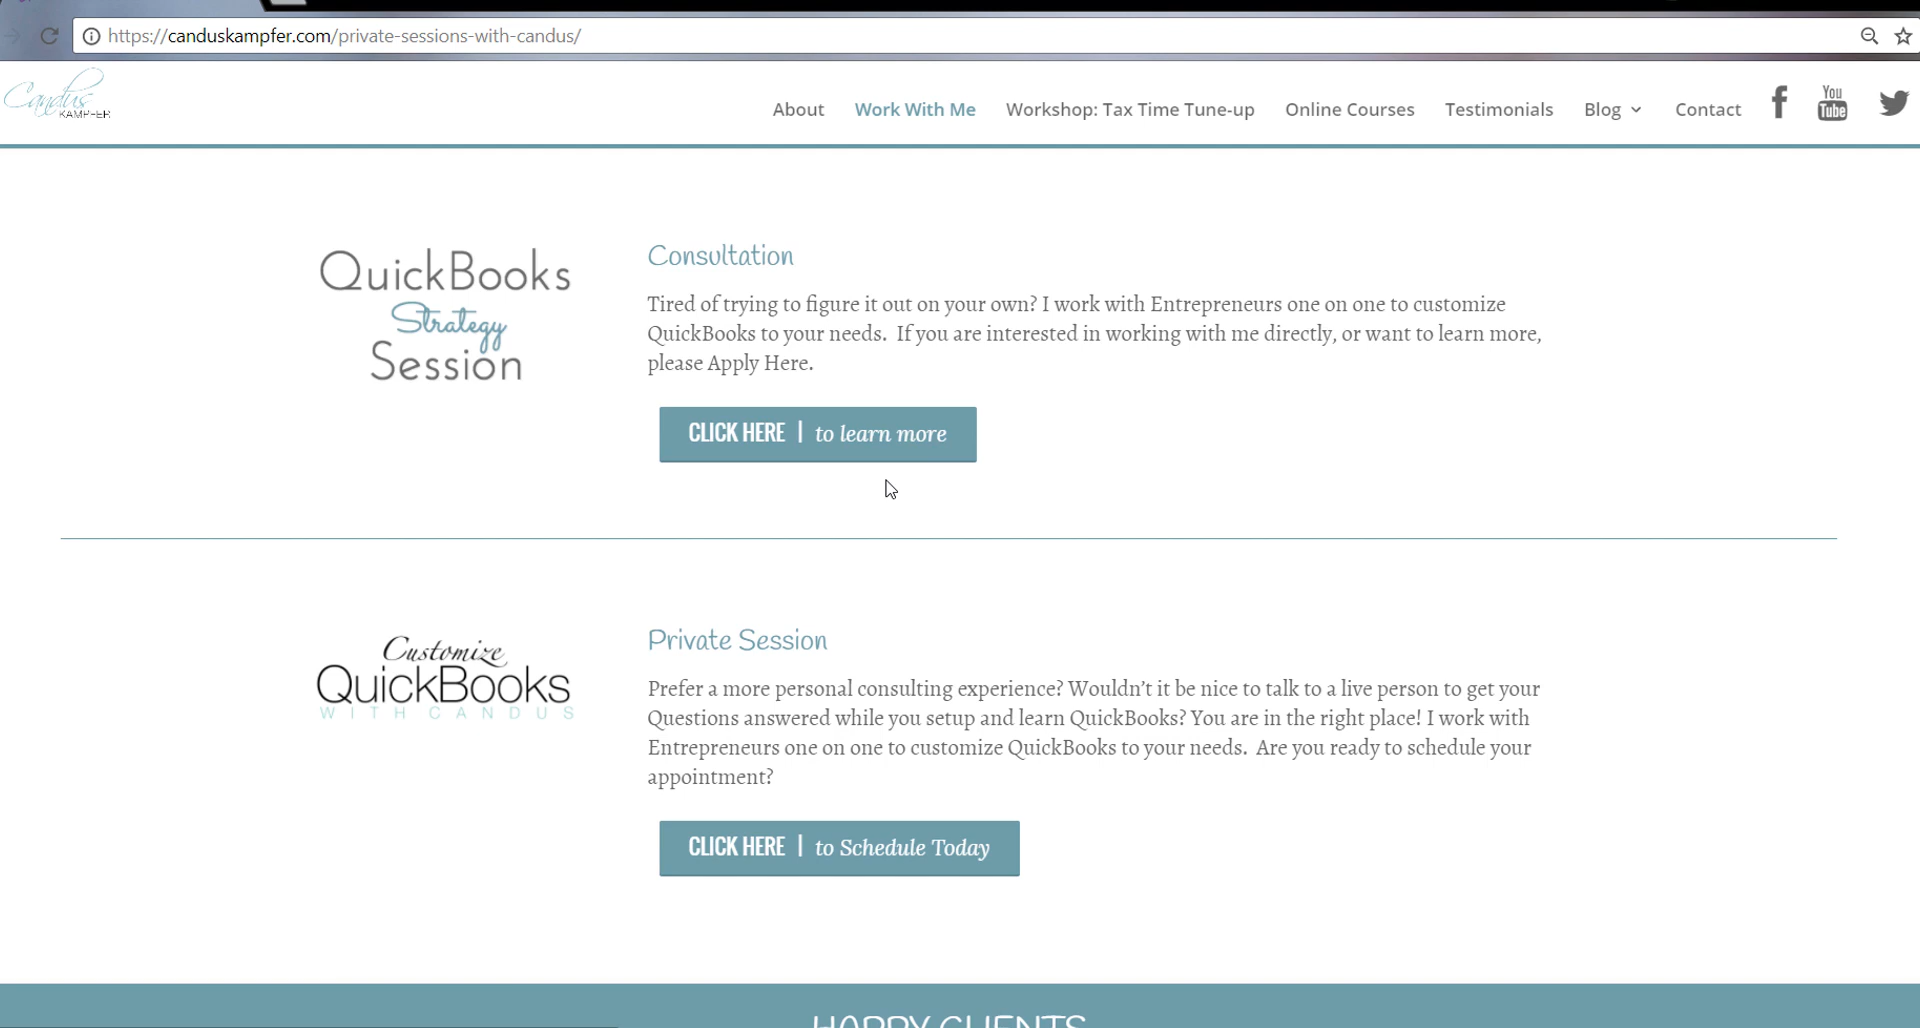 https://canduskampfer.com/private-sessions-with-candus/
Candus
KAMPFER
About
Work With Me
Workshop: Tax Time Tune-up
Online Courses
Testimonials
Blog
Contact
You
Tube
QuickBooks
Strategy
Session
Consultation
Tired of trying to figure it out on your own? I work with Entrepreneurs one on one to customize
QuickBooks to your needs.  If you are interested in working with me directly, or want to learn more,
please Apply Here.
CLICK HERE | to learn more
Customize
QuickBooks
WITH CANDUS
Private Session
Prefer a more personal consulting experience? Wouldn’t it be nice to talk to a live person to get your
Questions answered while you setup and learn QuickBooks? You are in the right place! I work with
Entrepreneurs one on one to customize QuickBooks to your needs.  Are you ready to schedule your
appointment?
CLICK HERE | to Schedule Today
HAPPY CLIENTS